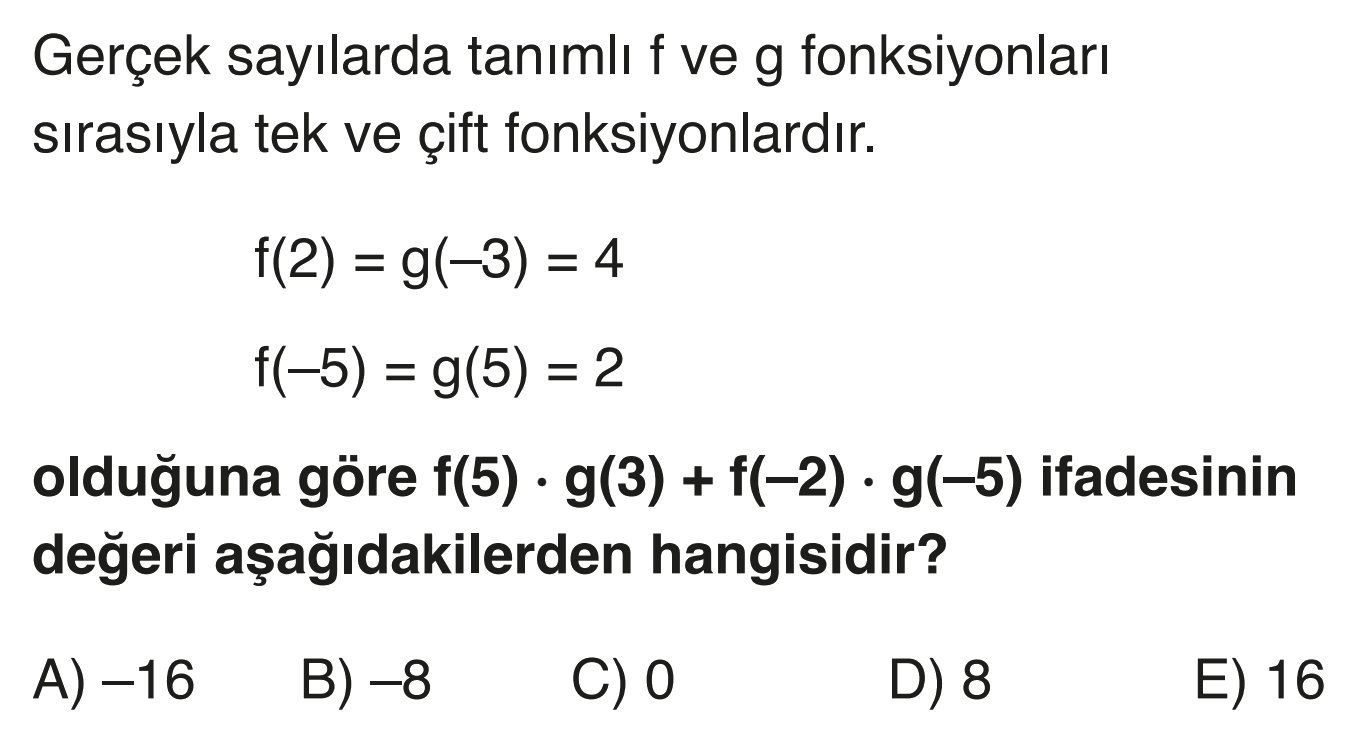 Gerçek sayılarda tanımlı f ve g fonksiyonları
sırasıyla tek ve çift fonksiyonlardır.
f(2) = g(–3) = 4
f(–5) = g(5) = 2
olduğuna göre f(5) · g(3) + f(–2) · g(–5) ifadesinin
değeri aşağıdakilerden hangisidir?
A) –16 B) –8 C) 0 D) 8 E) 16